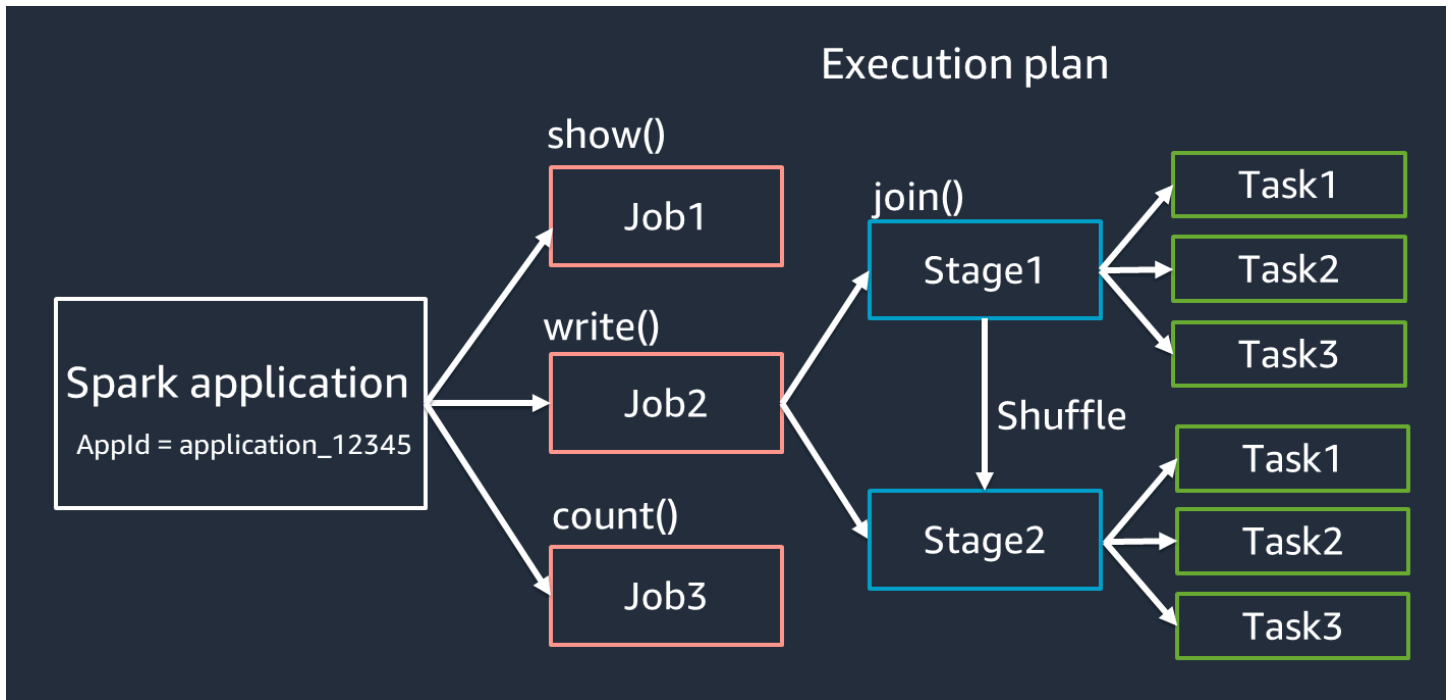 Execution plan
show()
Job1
join()
Task1
Stage1
Task2
write()
Task3
Spark application
AppId = application_12345
Job2
Shuffle
Task1
count()
Stage2
Task2
Job3
Task3